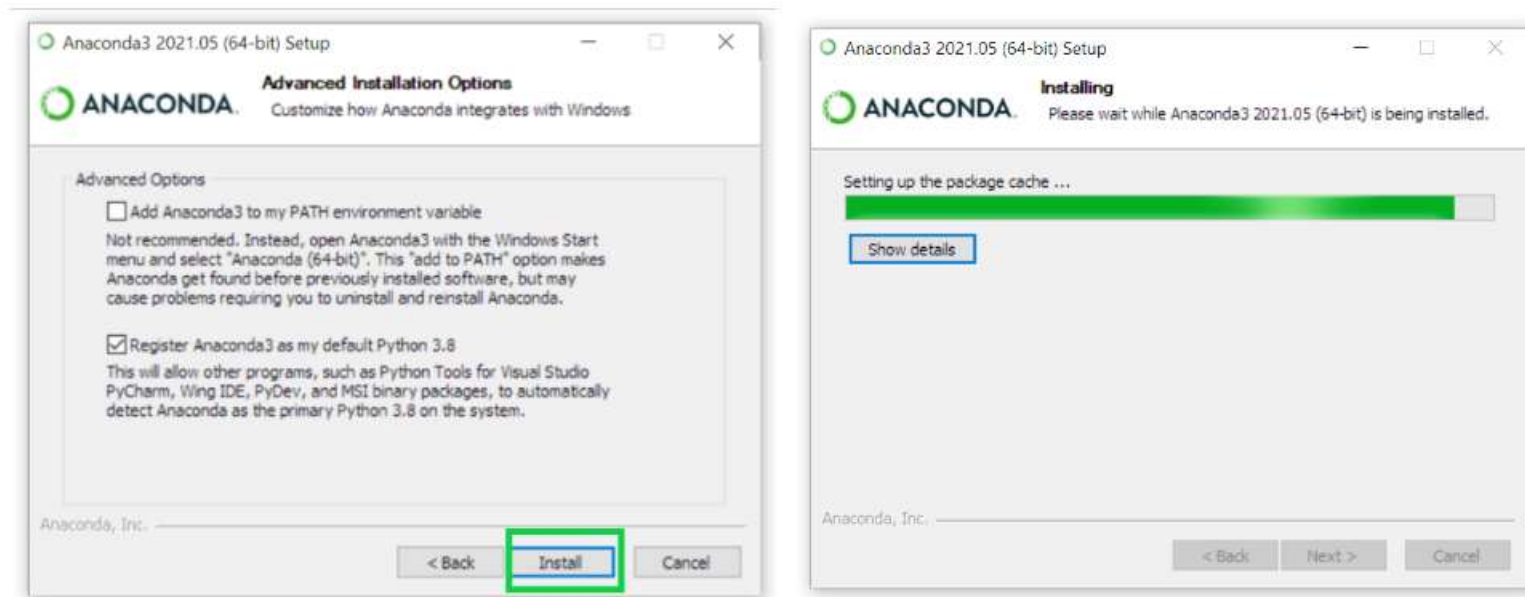 Anaconda3 2021.05 (64-bit) Setup
ANACONDA.
Advanced Installation Options
Customize how Anaconda integrates with Windows
Advanced Options
Add Anaconda3 to my PATH environment variable
Not recommended. Instead, open Anaconda3 with the Windows Start
menu and select "Anaconda (64-bit)". This "add to PATH" option makes
Anaconda get found before previously installed software, but may
cause problems requiring you to uninstall and reinstall Anaconda.
Register Anaconda3 as my default Python 3.8
This will allow other programs, such as Python Tools for Visual Studio
PyCharm, Wing IDE, PyDev, and MSI binary packages, to automatically
detect Anaconda as the primary Python 3.8 on the system.
Anaconda, Inc.
< Back
Install
Cancel
Anaconda3 2021.05 (64-bit) Setup
ANACONDA.
Installing
Please wait while Anaconda3 2021.05 (64-bit) is being installed.
Setting up the package cache ...
Show details
Anaconda, Inc.
< Back
Next >
Cancel